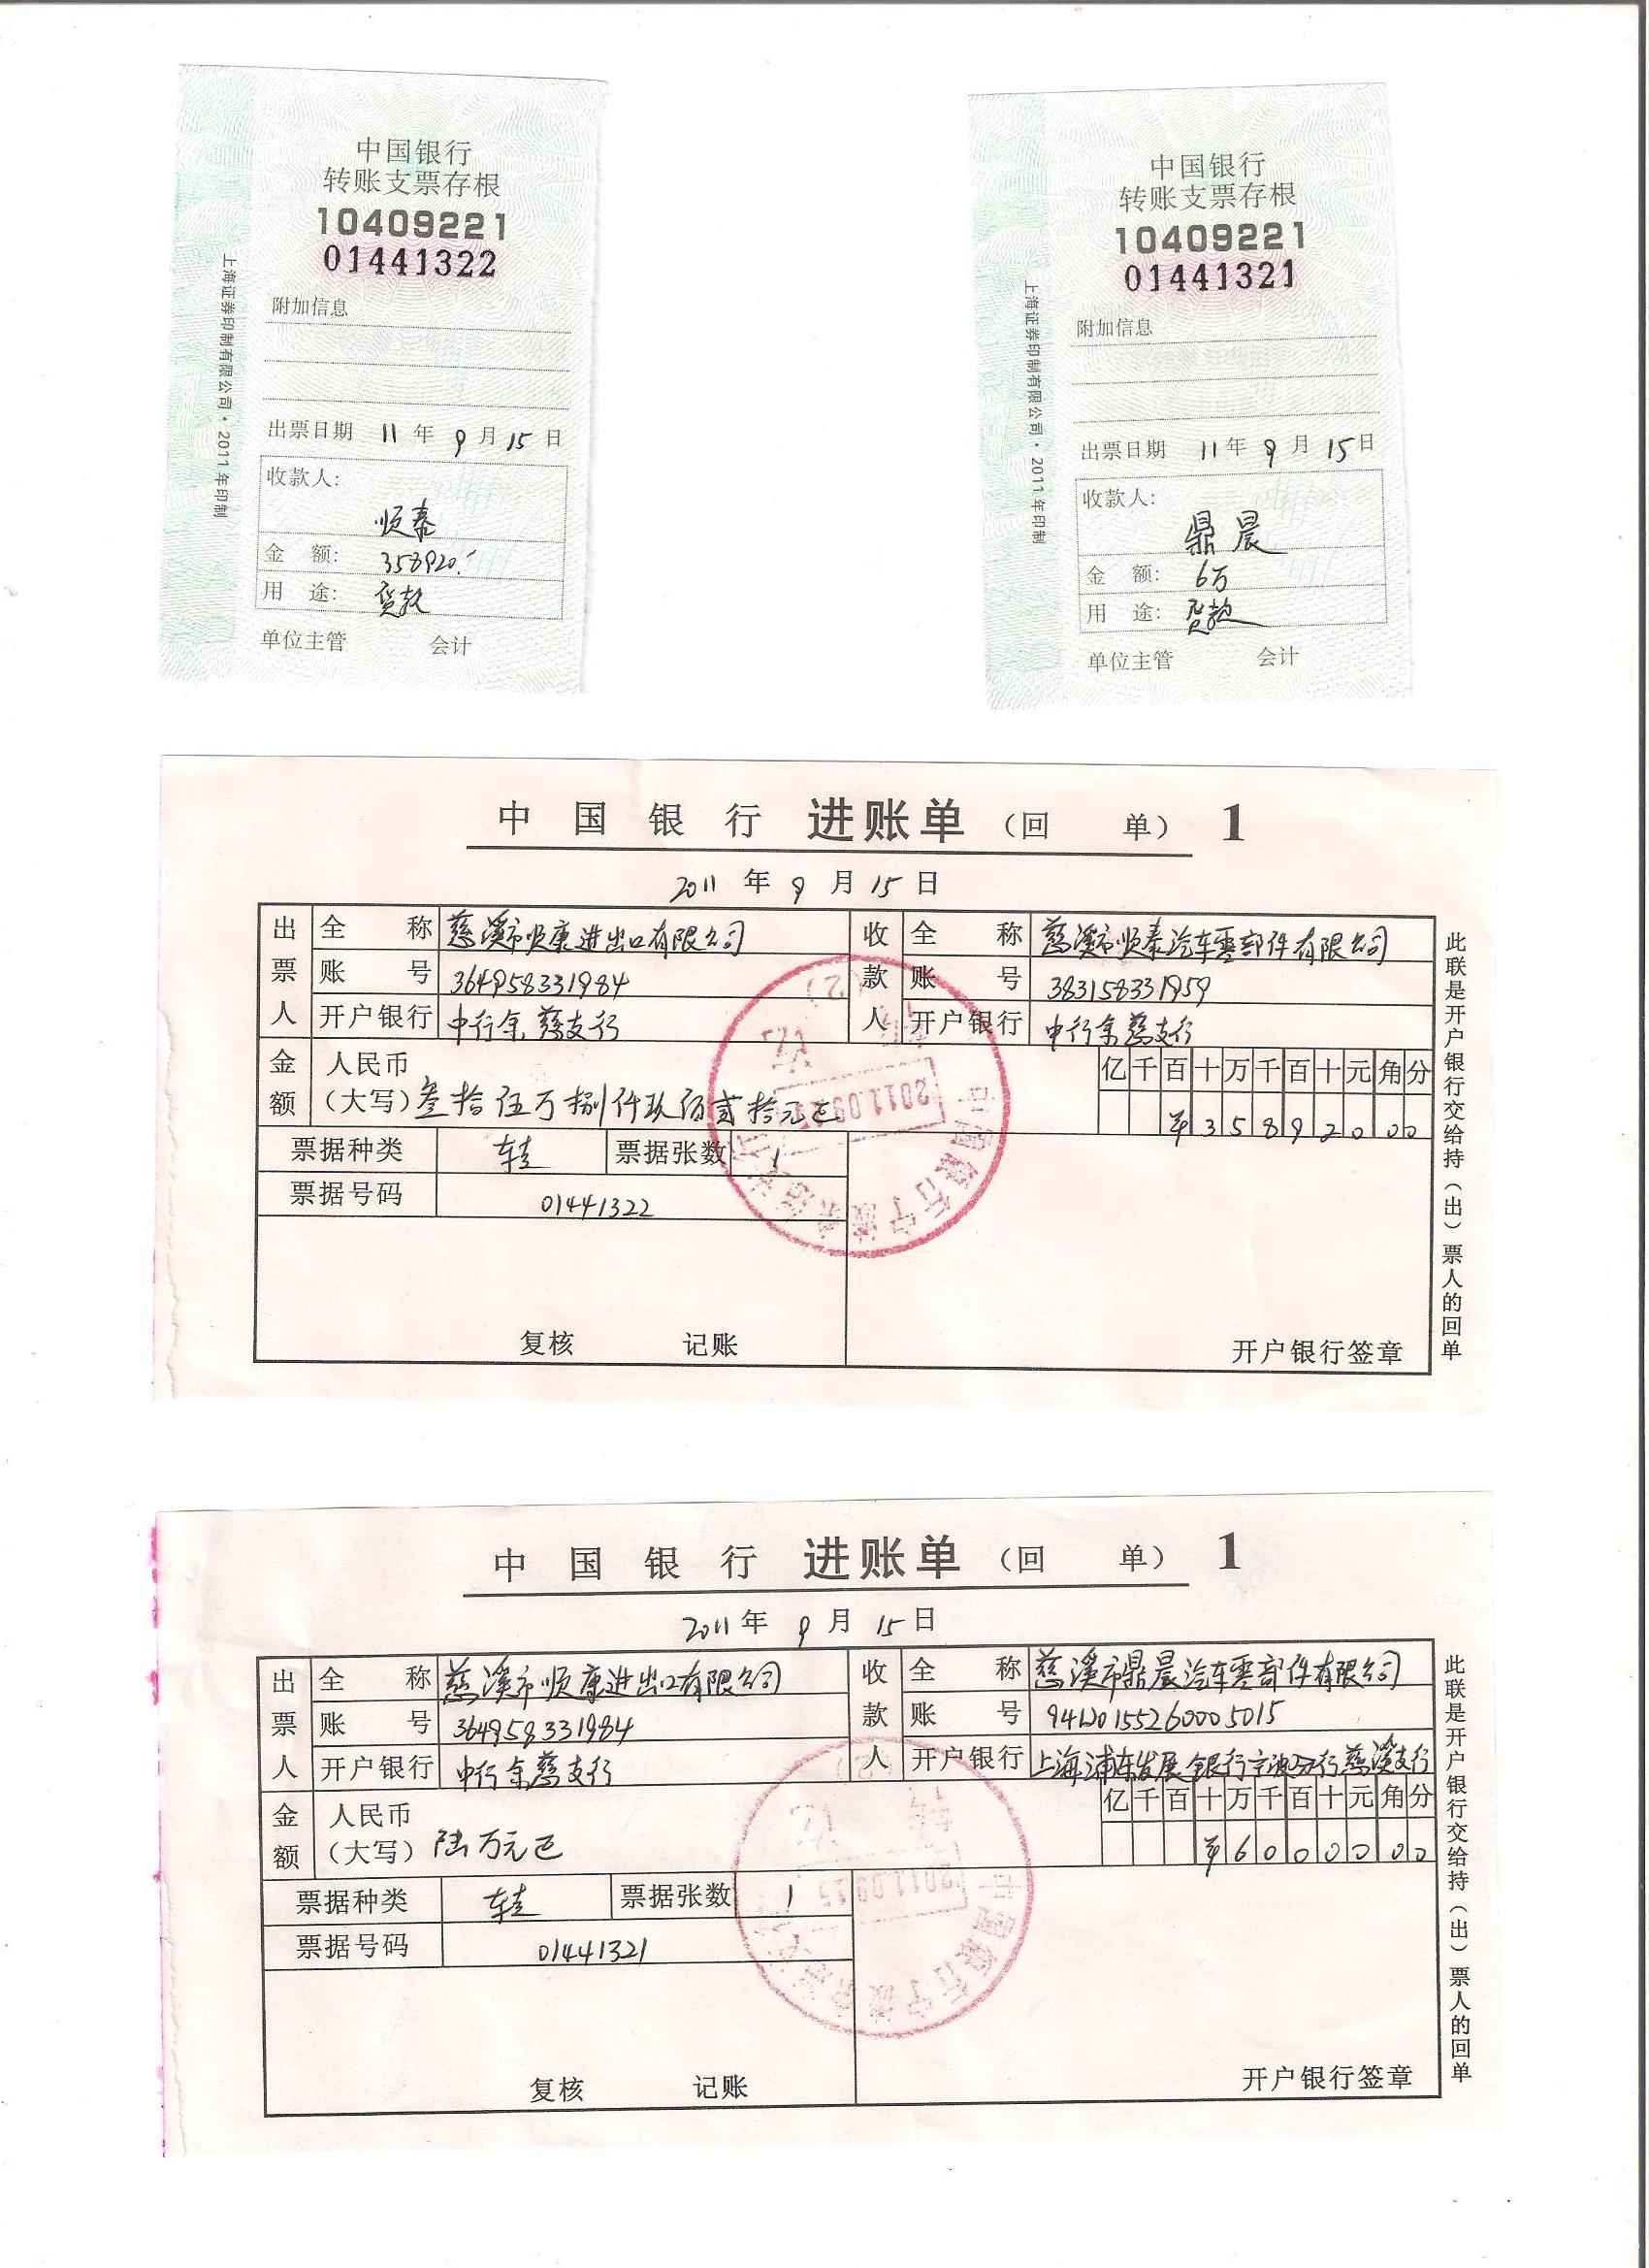 中国银行
转账支票存根
10409221
01441322
附加信息
出票日期 11 年 9 月 15 日
收款人:
顺泰
金 额: 358920.-
用 途: 货款
单位主管 会计
上海证券印制有限公司·2011年印制
中国银行
转账支票存根
10409221
01441321
附加信息
出票日期 11 年 9 月 15 日
收款人:
鼎晨
金 额: 6万
用 途: 货款
单位主管 会计
上海证券印制有限公司·2011年印制
中国银行 进账单 (回 单) 1
2011 年 9 月 15 日
出票人 全称 慈溪市顺康进出口有限公司 收款人 全称 慈溪市顺泰汽车零部件有限公司
账号 364958331984 账号 383158331959
开户银行 中行余慈支行 开户银行 中行余慈支行
金额 人民币 亿 千 百 十 万 千 百 十 元 角 分
(大写) 叁拾伍万捌仟玖佰贰拾元正 ¥ 3 5 8 9 2 0 0 0
票据种类 转支 票据张数 1
票据号码 01441322
复核 记账 开户银行签章
此联是开户银行交给持(出)票人的回单
中国银行 进账单 (回 单) 1
2011 年 9 月 15 日
出票人 全称 慈溪市顺康进出口有限公司 收款人 全称 慈溪市鼎晨汽车零部件有限公司
账号 364958331984 账号 94120155260005015
开户银行 中行余慈支行 开户银行 上海浦东发展银行宁波分行慈溪支行
金额 人民币 亿 千 百 十 万 千 百 十 元 角 分
(大写) 陆万元正 ¥ 6 0 0 0 0 0 0
票据种类 转支 票据张数 1
票据号码 01441321
复核 记账 开户银行签章
此联是开户银行交给持(出)票人的回单